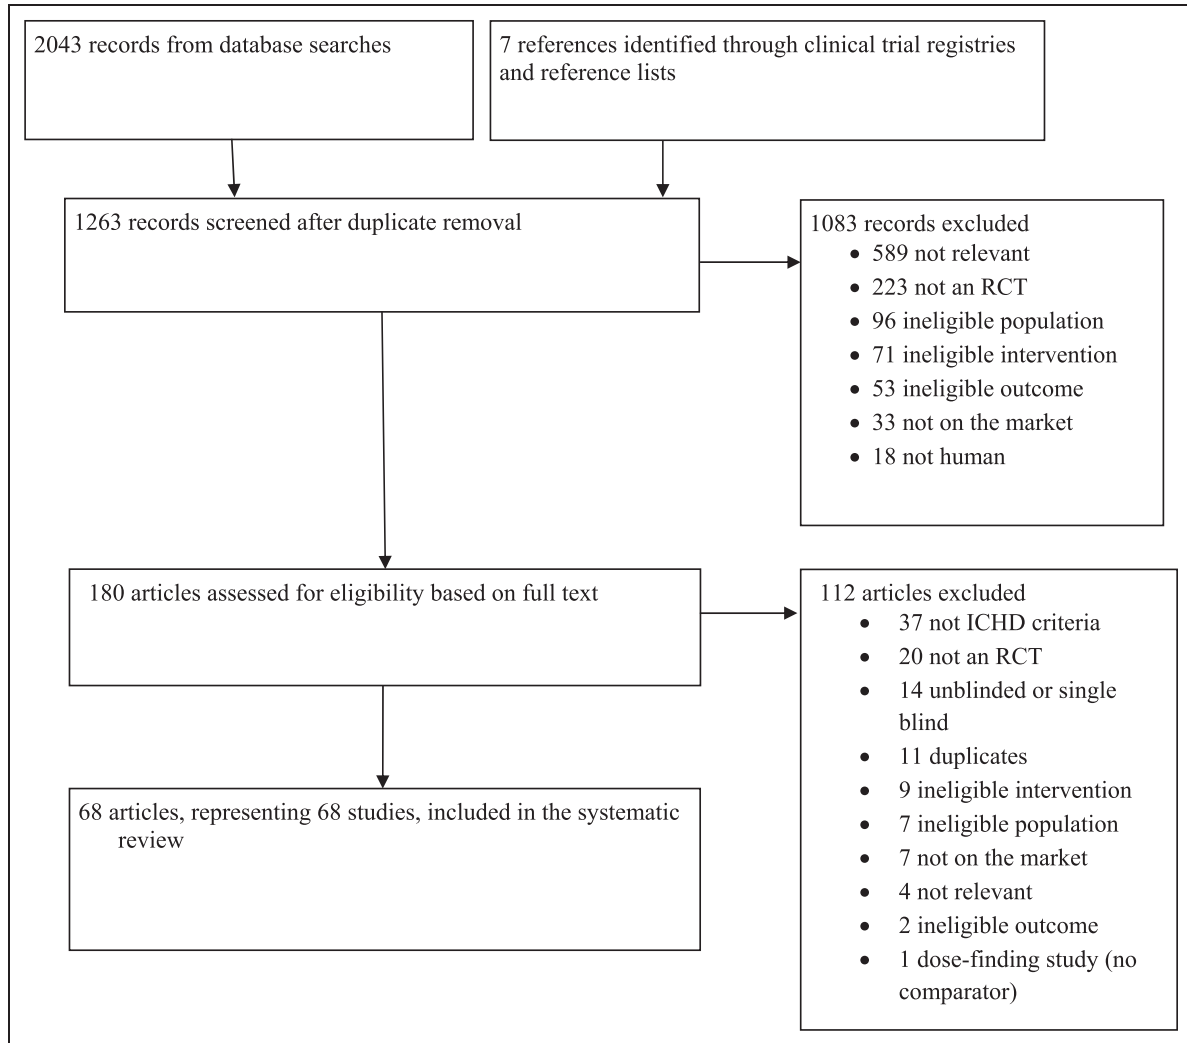 2043 records from database searches
7 references identified through clinical trial registries
and reference lists
1263 records screened after duplicate removal
1083 records excluded
• 589 not relevant
• 223 not an RCT
• 96 ineligible population
• 71 ineligible intervention
• 53 ineligible outcome
• 33 not on the market
• 18 not human
180 articles assessed for eligibility based on full text
112 articles excluded
• 37 not ICHD criteria
• 20 not an RCT
• 14 unblinded or single
blind
• 11 duplicates
• 9 ineligible intervention
• 7 ineligible population
• 7 not on the market
• 4 not relevant
• 2 ineligible outcome
• 1 dose-finding study (no
comparator)
68 articles, representing 68 studies, included in the systematic
review